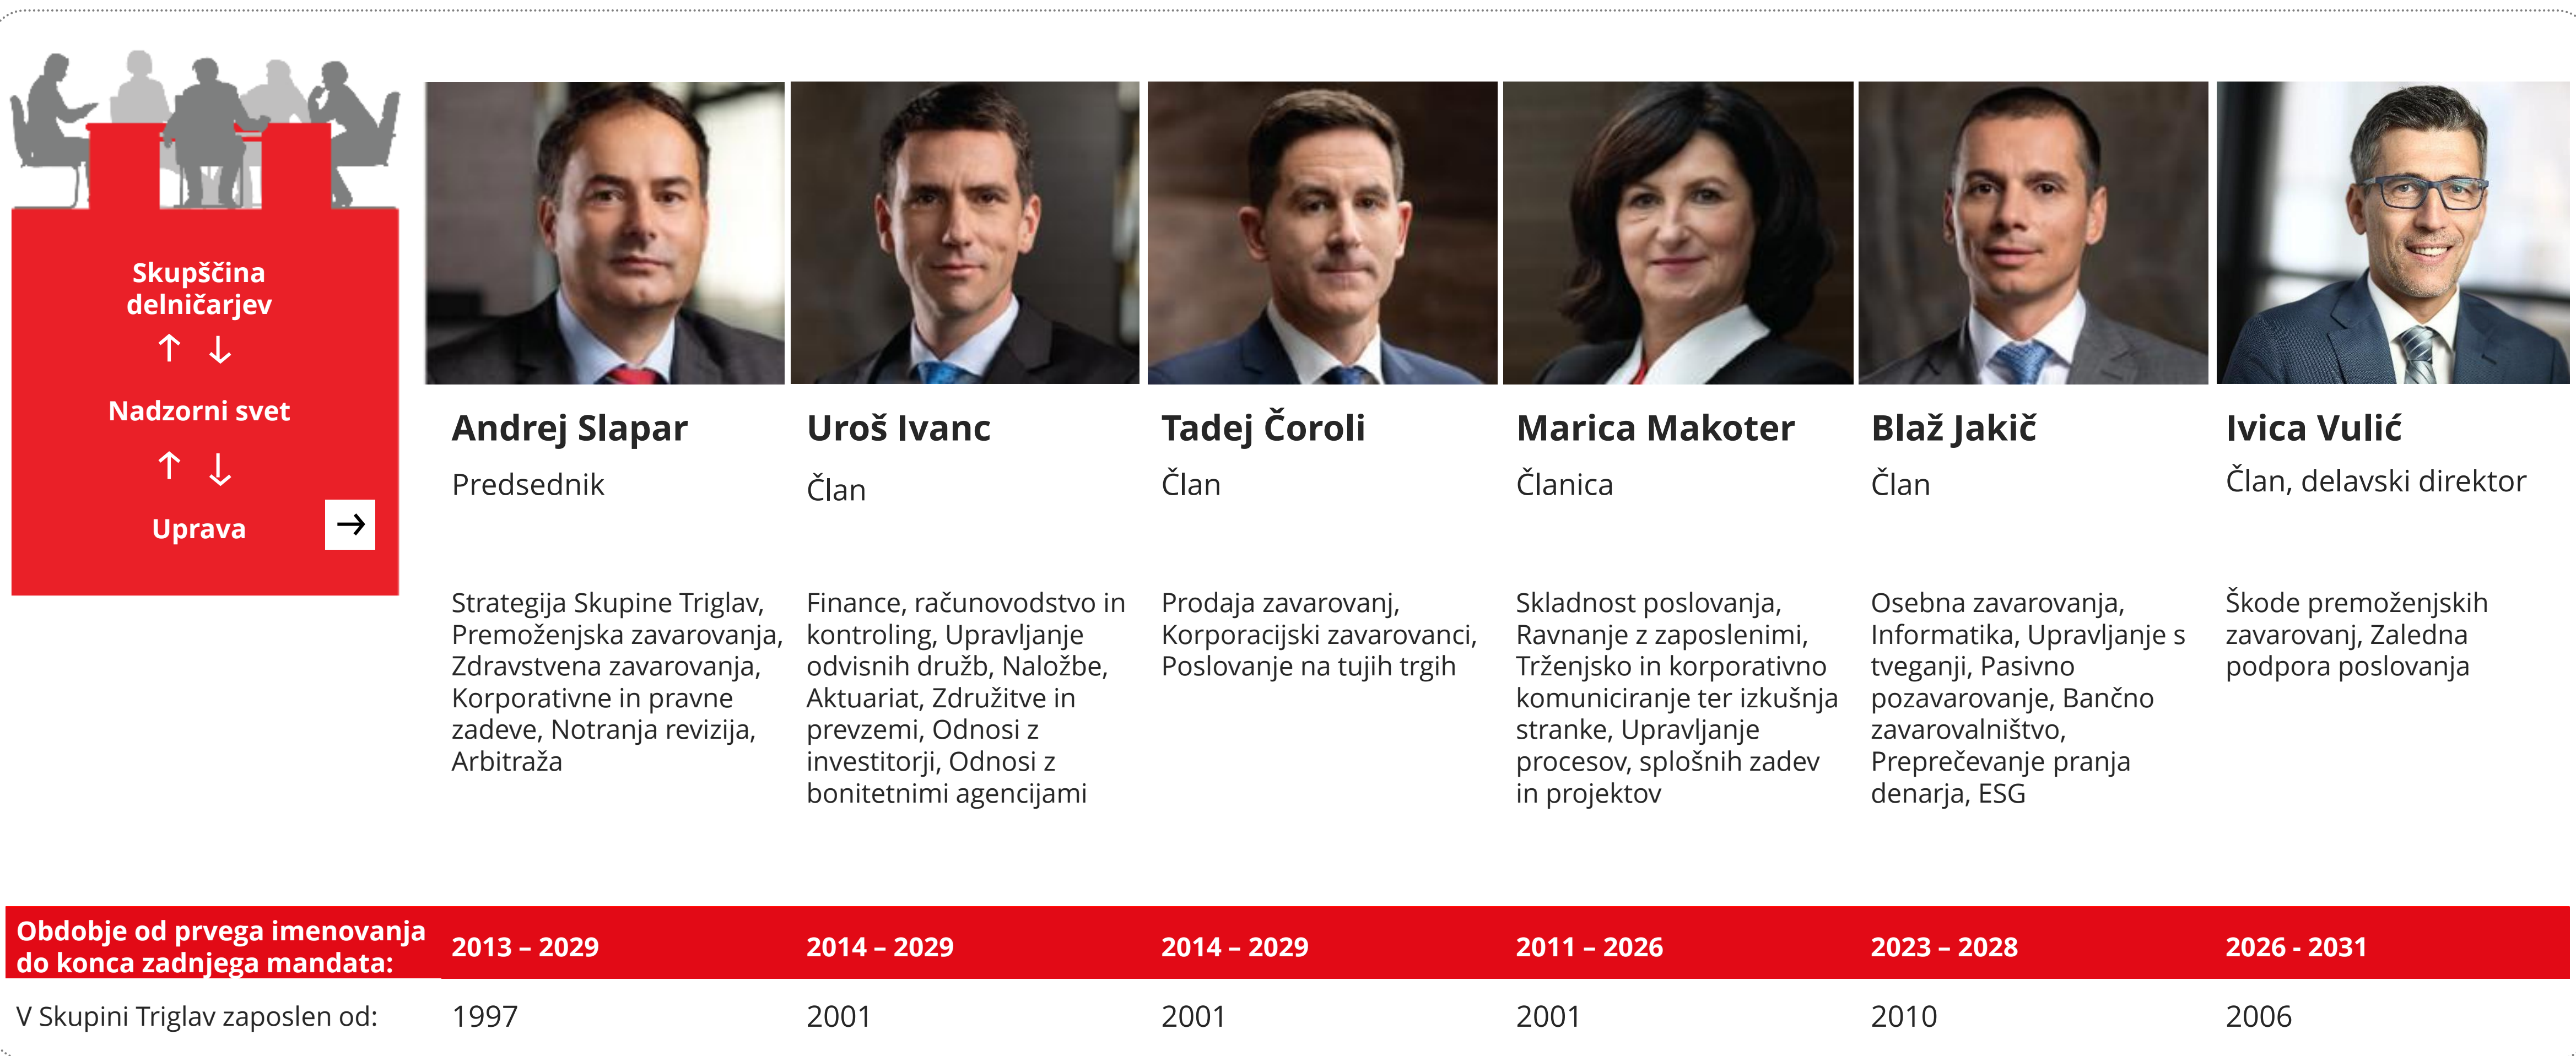 Skupščina
delničarjev
↑ ↓
Nadzorni svet
↑ ↓
Uprava
→
Andrej Slapar
Predsednik
Strategija Skupine Triglav,
Premoženjska zavarovanja,
Zdravstvena zavarovanja,
Korporativne in pravne
zadeve, Notranja revizija,
Arbitraža
Uroš Ivanc
Član
Finance, računovodstvo in
kontroling, Upravljanje
odvisnih družb, Naložbe,
Aktuariat, Združitve in
prevzemi, Odnosi z
investitorji, Odnosi z
bonitetnimi agencijami
Tadej Čoroli
Član
Prodaja zavarovanj,
Korporacijski zavarovanci,
Poslovanje na tujih trgih
Marica Makoter
Članica
Skladnost poslovanja,
Ravnanje z zaposlenimi,
Trženjsko in korporativno
komuniciranje ter izkušnja
stranke, Upravljanje
procesov, splošnih zadev
in projektov
Blaž Jakič
Član
Osebna zavarovanja,
Informatika, Upravljanje s
tveganji, Pasivno
pozavarovanje, Bančno
zavarovalništvo,
Preprečevanje pranja
denarja, ESG
Ivica Vulić
Član, delavski direktor
Škode premoženjskih
zavarovanj, Zaledna
podpora poslovanja
Obdobje od prvega imenovanja
do konca zadnjega mandata:
2013 – 2029
2014 – 2029
2014 – 2029
2011 – 2026
2023 – 2028
2026 - 2031
V Skupini Triglav zaposlen od:
1997
2001
2001
2001
2010
2006